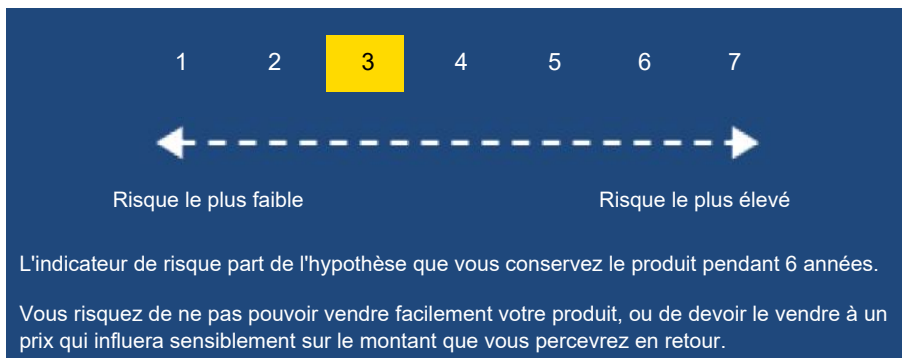 1 2 3 4 5 6 7
Risque le plus faible Risque le plus élevé
L'indicateur de risque part de l'hypothèse que vous conservez le produit pendant 6 années.
Vous risquez de ne pas pouvoir vendre facilement votre produit, ou de devoir le vendre à un
prix qui influera sensiblement sur le montant que vous percevrez en retour.